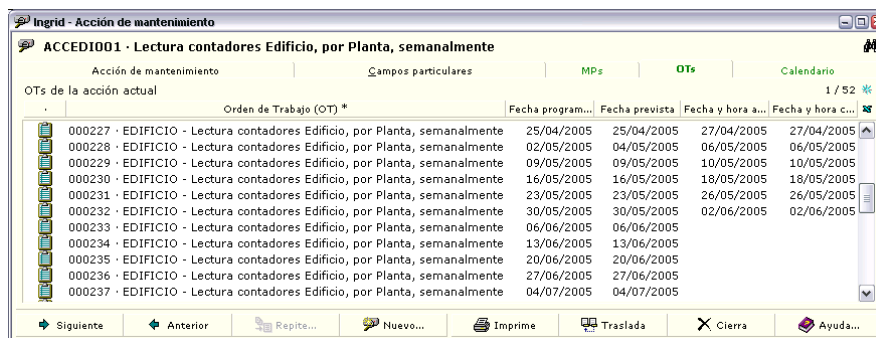 Ingrid - Acción de mantenimiento
ACCEDI001 · Lectura contadores Edificio, por Planta, semanalmente
Acción de mantenimiento Campos particulares MPs OTs Calendario
OTs de la acción actual 1 / 52
. Orden de Trabajo (OT) * Fecha program... Fecha prevista Fecha y hora a... Fecha y hora c...
000227 · EDIFICIO - Lectura contadores Edificio, por Planta, semanalmente 25/04/2005 25/04/2005 27/04/2005 27/04/2005
000228 · EDIFICIO - Lectura contadores Edificio, por Planta, semanalmente 02/05/2005 04/05/2005 06/05/2005 06/05/2005
000229 · EDIFICIO - Lectura contadores Edificio, por Planta, semanalmente 09/05/2005 09/05/2005 10/05/2005 10/05/2005
000230 · EDIFICIO - Lectura contadores Edificio, por Planta, semanalmente 16/05/2005 16/05/2005 18/05/2005 18/05/2005
000231 · EDIFICIO - Lectura contadores Edificio, por Planta, semanalmente 23/05/2005 23/05/2005 26/05/2005 26/05/2005
000232 · EDIFICIO - Lectura contadores Edificio, por Planta, semanalmente 30/05/2005 30/05/2005 02/06/2005 02/06/2005
000233 · EDIFICIO - Lectura contadores Edificio, por Planta, semanalmente 06/06/2005 06/06/2005
000234 · EDIFICIO - Lectura contadores Edificio, por Planta, semanalmente 13/06/2005 13/06/2005
000235 · EDIFICIO - Lectura contadores Edificio, por Planta, semanalmente 20/06/2005 20/06/2005
000236 · EDIFICIO - Lectura contadores Edificio, por Planta, semanalmente 27/06/2005 27/06/2005
000237 · EDIFICIO - Lectura contadores Edificio, por Planta, semanalmente 04/07/2005 04/07/2005
Siguiente Anterior Repite... Nuevo... Imprime Traslada Cierra Ayuda...